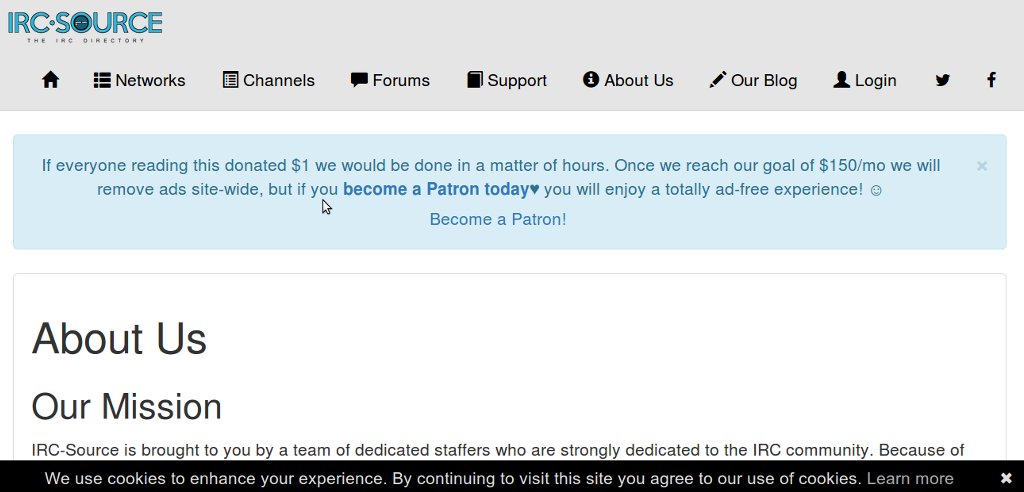 IRC·SOURCE
THE IRC DIRECTORY
Networks Channels Forums Support About Us Our Blog Login
If everyone reading this donated $1 we would be done in a matter of hours. Once we reach our goal of $150/mo we will
remove ads site-wide, but if you become a Patron today♥ you will enjoy a totally ad-free experience! ☺
Become a Patron!
About Us
Our Mission
IRC-Source is brought to you by a team of dedicated staffers who are strongly dedicated to the IRC community. Because of
We use cookies to enhance your experience. By continuing to visit this site you agree to our use of cookies. Learn more